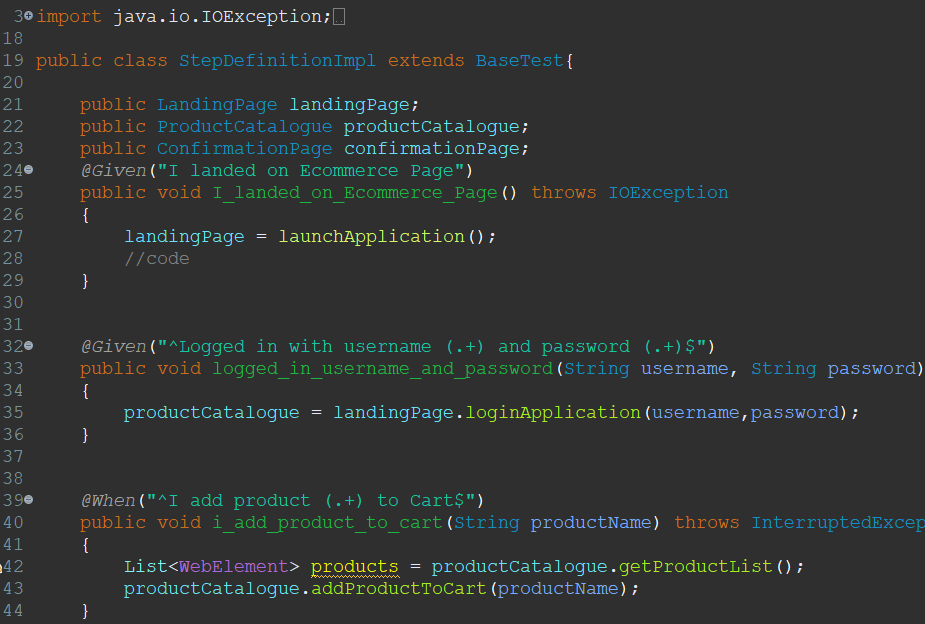 3 import java.io.IOException;
18
19 public class StepDefinitionImpl extends BaseTest{
20
21 public LandingPage landingPage;
22 public ProductCatalogue productCatalogue;
23 public ConfirmationPage confirmationPage;
24 @Given("I landed on Ecommerce Page")
25 public void I_landed_on_Ecommerce_Page() throws IOException
26 {
27 landingPage = launchApplication();
28 //code
29 }
30
31
32 @Given("^Logged in with username (.+) and password (.+)$")
33 public void logged_in_username_and_password(String username, String password)
34 {
35 productCatalogue = landingPage.loginApplication(username,password);
36 }
37
38
39 @When("^I add product (.+) to Cart$")
40 public void i_add_product_to_cart(String productName) throws InterruptedExcep
41 {
42 List<WebElement> products = productCatalogue.getProductList();
43 productCatalogue.addProductToCart(productName);
44 }